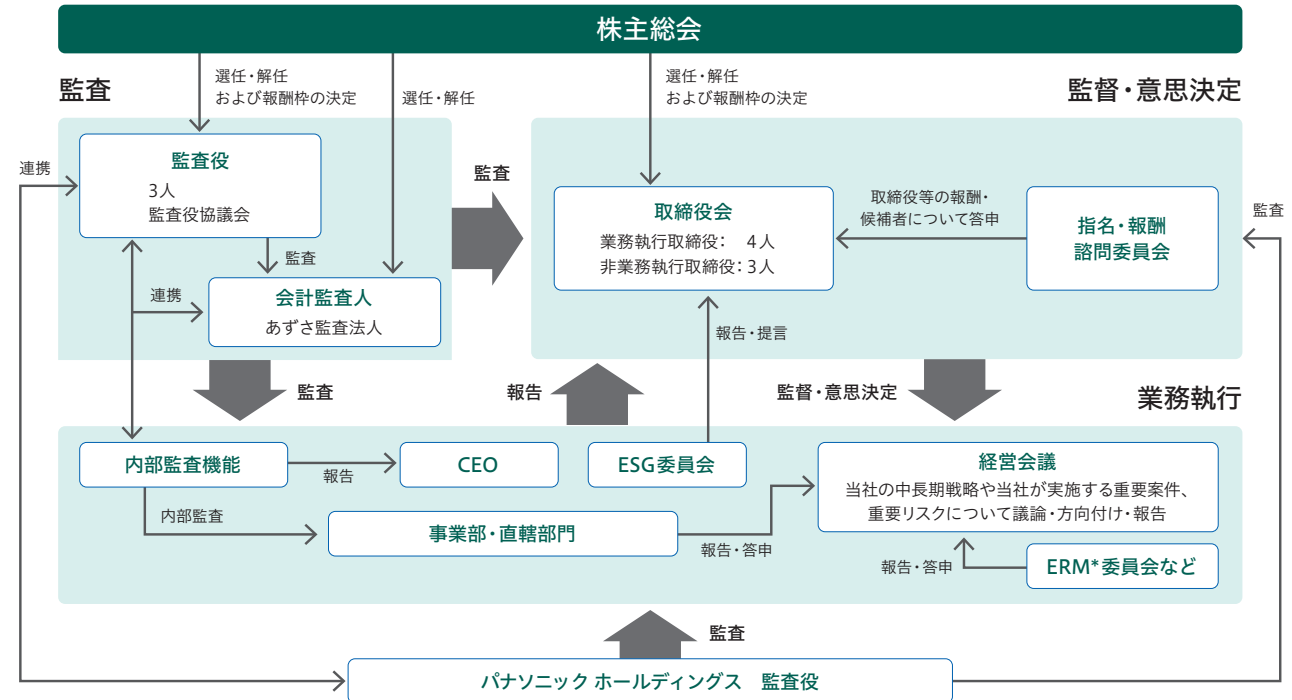 株主総会
監査
選任・解任
および報酬枠の決定
選任・解任
選任・解任
および報酬枠の決定
監督・意思決定
連携
監査役
3人
監査役協議会
監査
連携
会計監査人
あずさ監査法人
監査
取締役会
業務執行取締役： 4人
非業務執行取締役：3人
取締役等の報酬・
候補者について答申
指名・報酬
諮問委員会
監査
報告・提言
監査
報告
監督・意思決定
業務執行
内部監査機能
報告
CEO
ESG委員会
経営会議
当社の中長期戦略や当社が実施する重要案件、
重要リスクについて議論・方向付け・報告
内部監査
事業部・直轄部門
報告・答申
報告・答申
ERM*委員会など
監査
パナソニック ホールディングス 監査役